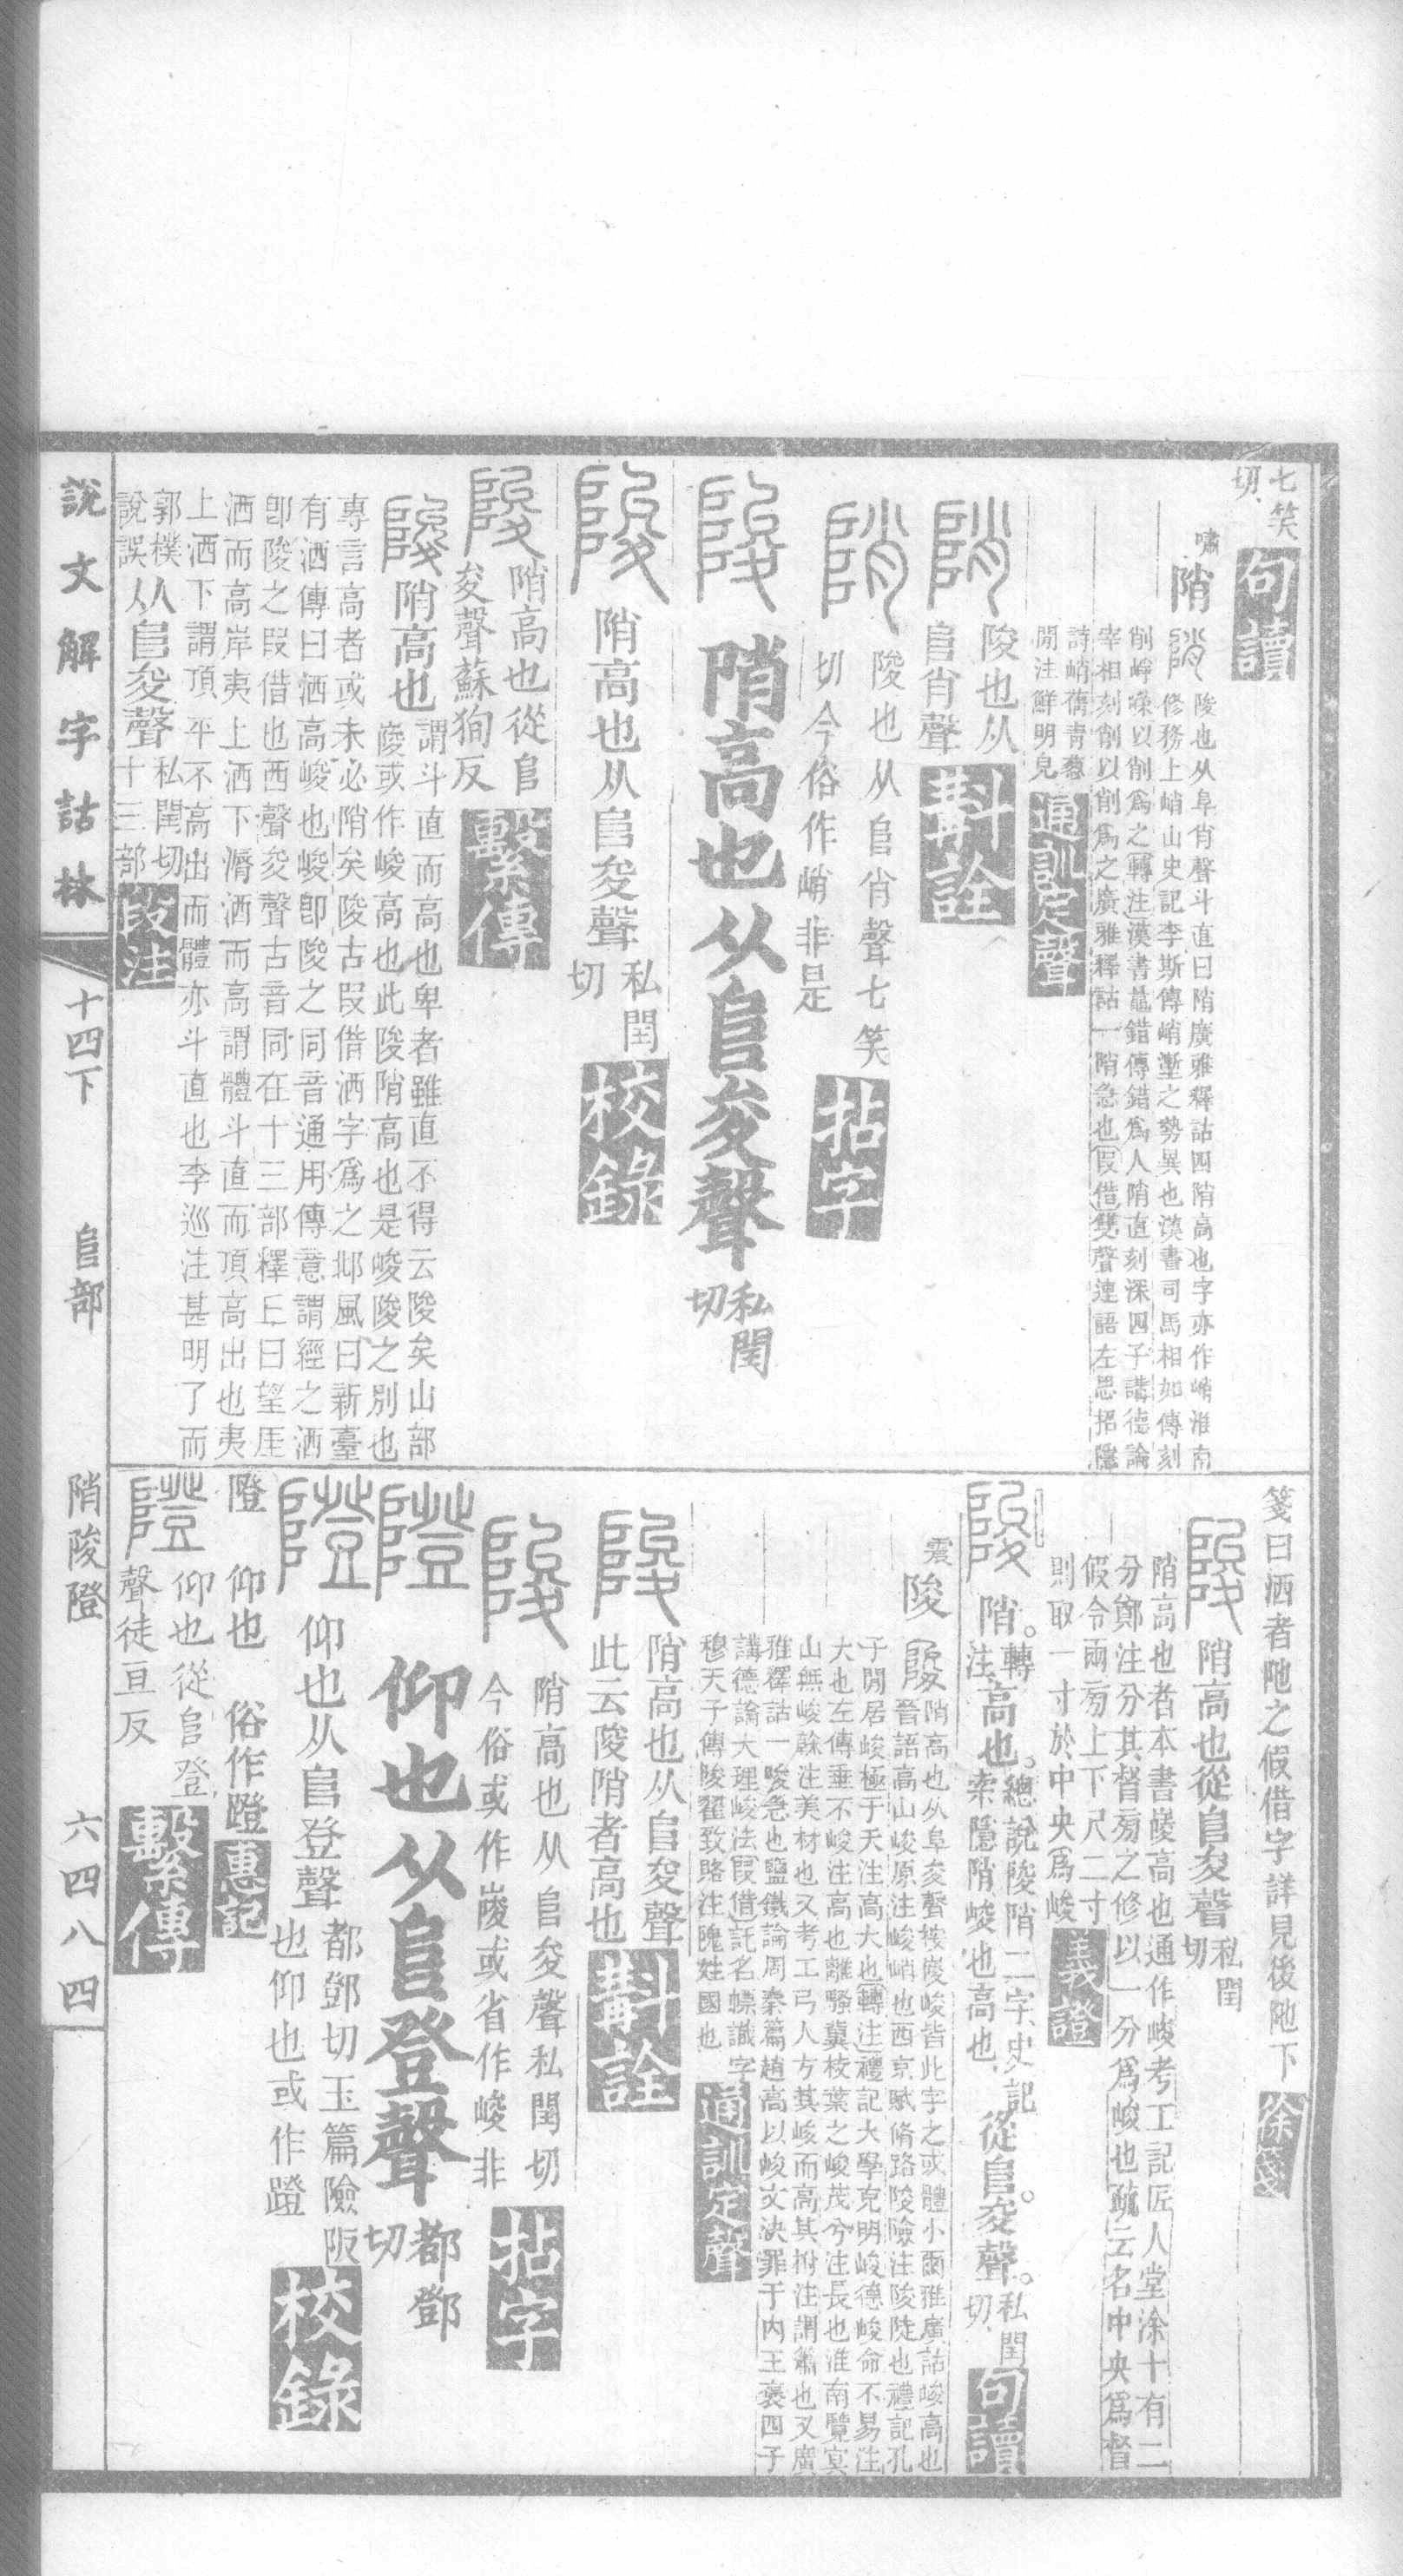 七笑
切
句讀
嘯
陗
陵也从阜肖聲斗直曰陗廣雅釋詁四陗高也字亦作峭淮南
修務上峭山史記李斯傳峭塹之勢異也漢書司馬相如傳刻
削崝嶸以削爲之轉注漢書鼂錯傳錯爲人陗直刻深四子講德論
宰相刻削以削爲之廣雅釋詁一陗急也叚借雙聲連語左思招隱
詩峭蒨青蔥
閒注鮮明皃
通訓定聲
陖也从
𨸏肖聲
斠詮
陖也从𨸏肖聲七笑
切今俗作峭非是
拈字
陗高也从𨸏夋聲
私閏
切
陗高也从𨸏夋聲
私閏
切
校錄
陗高也從𨸏
夋聲蘇狥反
繫傳
陗高也
謂斗直而高也卑者雖直不得云陖矣山部
㕙或作峻高也此陖陗高也是峻陖之別也
專言高者或未必陗矣陵古叚借洒字爲之邶風曰新臺
有洒傳曰洒高峻也峻卽陖之同音通用傳意謂經之洒
卽陖之叚借也西聲夋聲古音同在十三部釋丘曰望厓
洒而高岸夷上洒下漘洒而高謂體斗直而頂高出也夷
上洒下謂頂平不高出而體亦斗直也李巡注甚明了而
郭樸
說誤
从𨸏夋聲
私閏切
十三部
段注
箋曰洒者阤之假借字詳見後阤下
徐箋
陗高也從𨸏夋聲
私閏
切
陗高也者本書㕙高也通作峻考工記匠人堂涂十有二
分鄭注分其督㫄之修以一分爲峻也疏云名中央爲督
假令兩㫄上下尺二寸
則取一寸於中央爲峻
義證
陗
轉
注
高也
總說陖陗二字史記
索隱陗峻也高也
從𨸏夋聲
私閏
切
句讀
震
陖
陗高也从阜夋聲按㕙峻皆此字之或體小爾雅廣詁峻高也
晉語高山峻原注峻峭也西京賦脩路陵險注陵陡也禮記孔
子閒居峻極于天注高大也轉注禮記大學克明峻德峻命不易注
大也左傳垂不峻注高也離騷冀枝葉之峻茂兮注長也淮南覽冥
山無峻榦注美材也又考工弓人方其峻而高其柎注謂簫也又廣
雅釋詁一陖急也鹽鐵論周秦篇趙高以峻文決罪于內王襃四子
講德論大理峻法叚借託名幖識字
穆天子傳陖翟致賂注隗姓國也
通訓定聲
陗高也从𨸏夋聲
此云陖陗者高也
斠詮
陗高也从𨸏夋聲私閏切
今俗或作㕙或省作峻非
拈字
仰也从𨸏登聲
都鄧
切
仰也从𨸏登聲
都鄧切玉篇險阪
也仰也或作蹬
校錄
隥 仰也 俗作蹬
惠記
仰也從𨸏登
聲徒亘反
繫傳
說文解字詁林
十四下
𨸏部
陗陖隥
六四八四